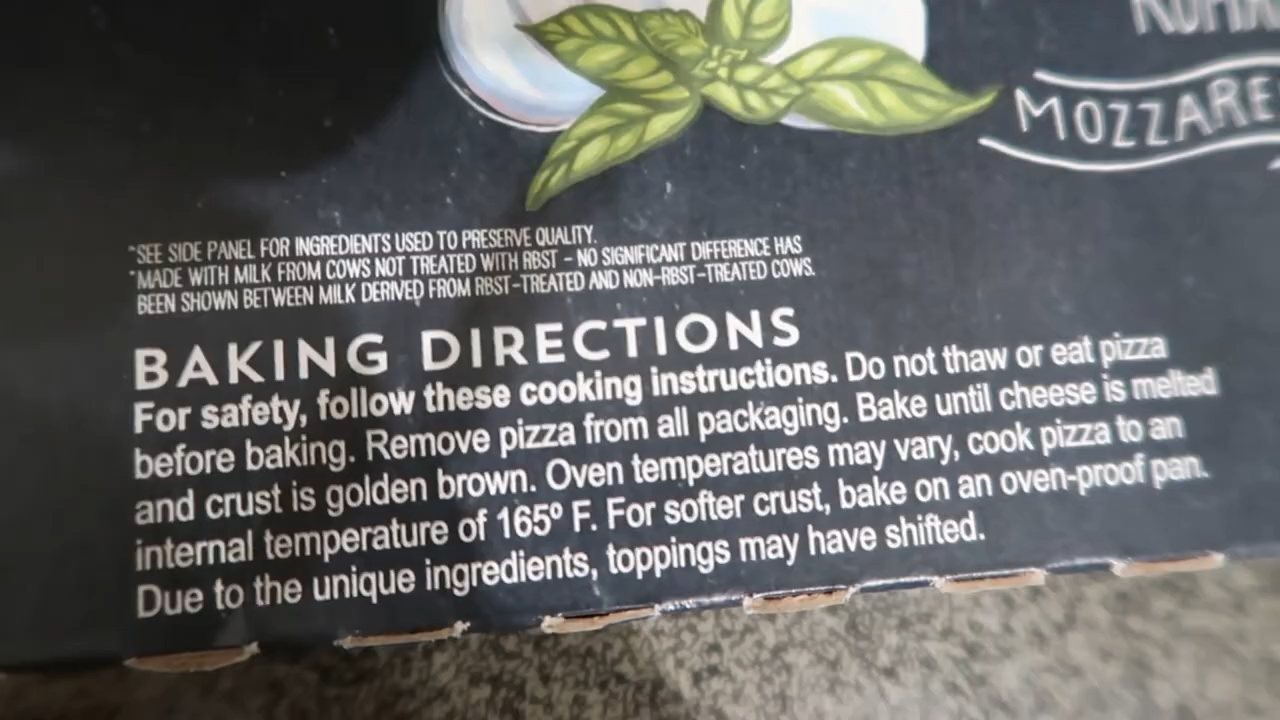 MOZZARE
*SEE SIDE PANEL FOR INGREDIENTS USED TO PRESERVE QUALITY.
*MADE WITH MILK FROM COWS NOT TREATED WITH RBST – NO SIGNIFICANT DIFFERENCE HAS
BEEN SHOWN BETWEEN MILK DERIVED FROM RBST-TREATED AND NON-RBST-TREATED COWS.
BAKING DIRECTIONS
For safety, follow these cooking instructions. Do not thaw or eat pizza
before baking. Remove pizza from all packaging. Bake until cheese is melted
and crust is golden brown. Oven temperatures may vary, cook pizza to an
internal temperature of 165º F. For softer crust, bake on an oven-proof pan.
Due to the unique ingredients, toppings may have shifted.